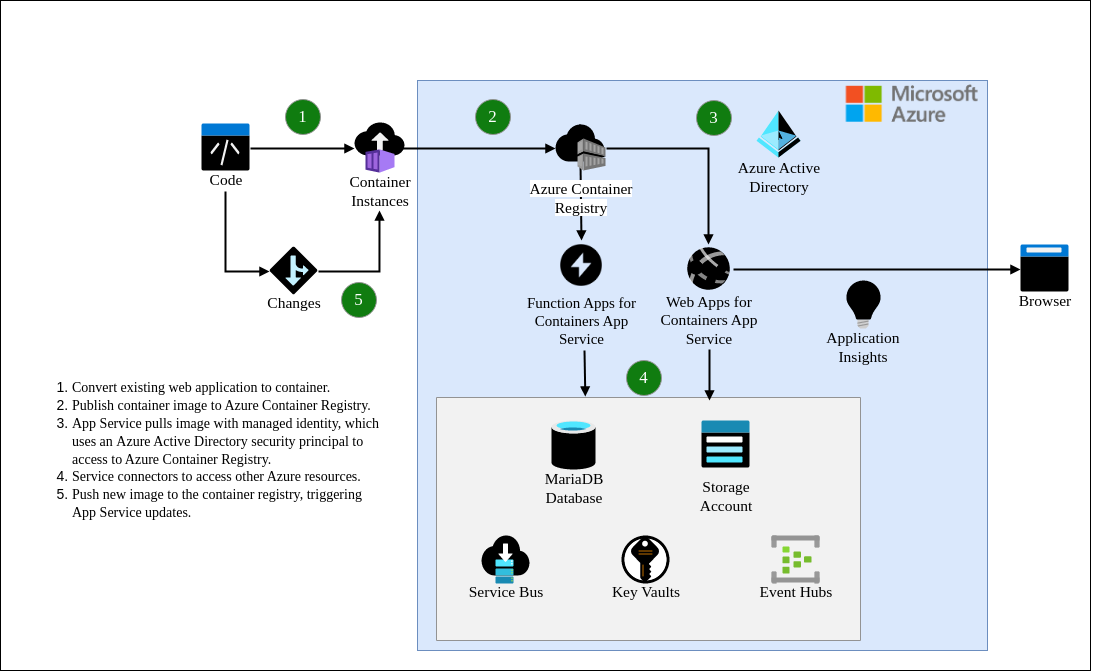 Microsoft
Azure
1
2
3
Code
Container
Instances
Azure Container
Registry
Azure Active
Directory
Changes
5
Function Apps for
Containers App
Service
Web Apps for
Containers App
Service
Application
Insights
Browser
4
1. Convert existing web application to container.
2. Publish container image to Azure Container Registry.
3. App Service pulls image with managed identity, which
uses an Azure Active Directory security principal to
access to Azure Container Registry.
4. Service connectors to access other Azure resources.
5. Push new image to the container registry, triggering
App Service updates.
MariaDB
Database
Storage
Account
Service Bus
Key Vaults
Event Hubs